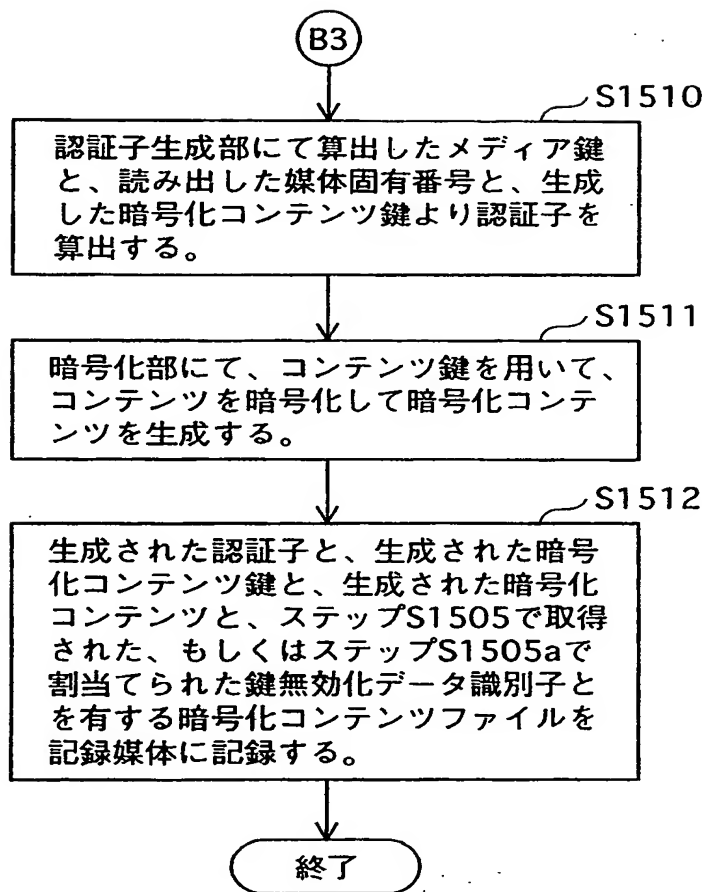 B3
S1510
認証子生成部にて算出したメディア鍵
と、読み出した媒体固有番号と、生成
した暗号化コンテンツ鍵より認証子を
算出する。
S1511
暗号化部にて、コンテンツ鍵を用いて、
コンテンツを暗号化して暗号化コンテ
ンツを生成する。
S1512
生成された認証子と、生成された暗号
化コンテンツ鍵と、生成された暗号化
コンテンツと、ステップS1505で取得
された、もしくはステップS1505aで
割当てられた鍵無効化データ識別子と
を有する暗号化コンテンツファイルを
記録媒体に記録する。
終了